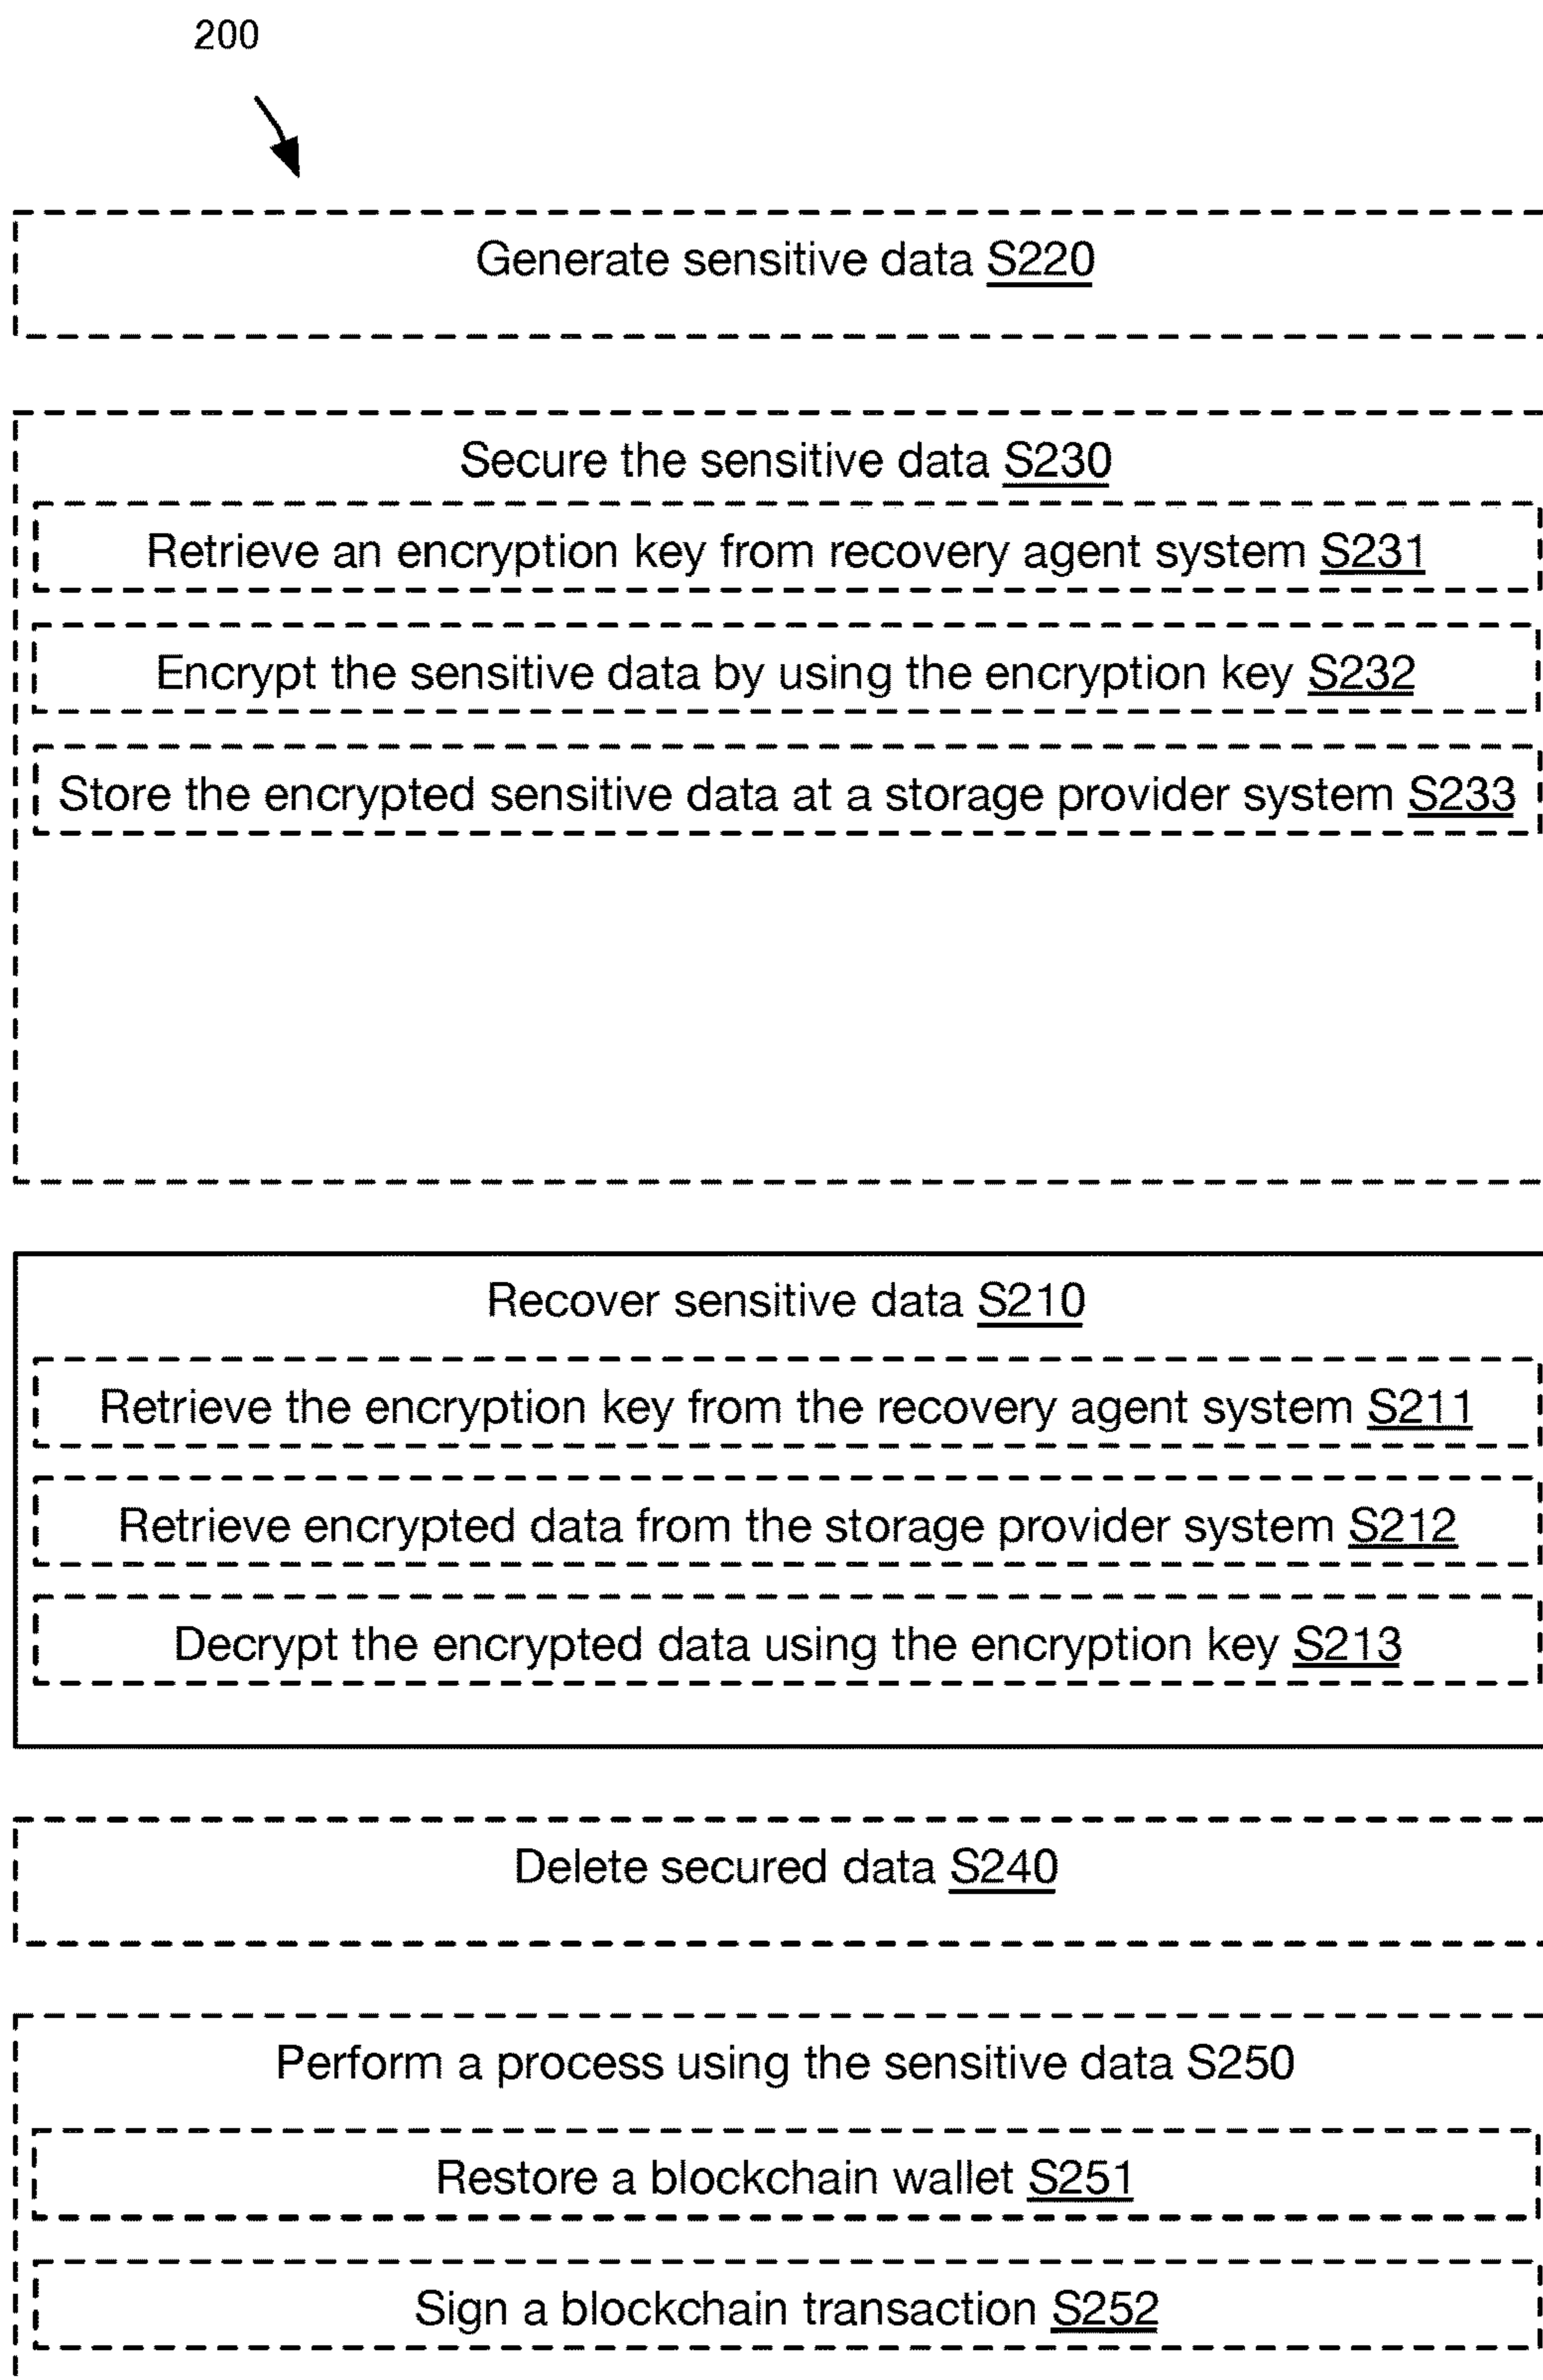 200
Generate sensitive data S220
Secure the sensitive data S230
Retrieve an encryption key from recovery agent system S231
Encrypt the sensitive data by using the encryption key S232
Store the encrypted sensitive data at a storage provider system S233
Recover sensitive data S210
Retrieve the encryption key from the recovery agent system S211
Retrieve encrypted data from the storage provider system S212
Decrypt the encrypted data using the encryption key S213
Delete secured data S240
Perform a process using the sensitive data S250
Restore a blockchain wallet S251
Sign a blockchain transaction S252